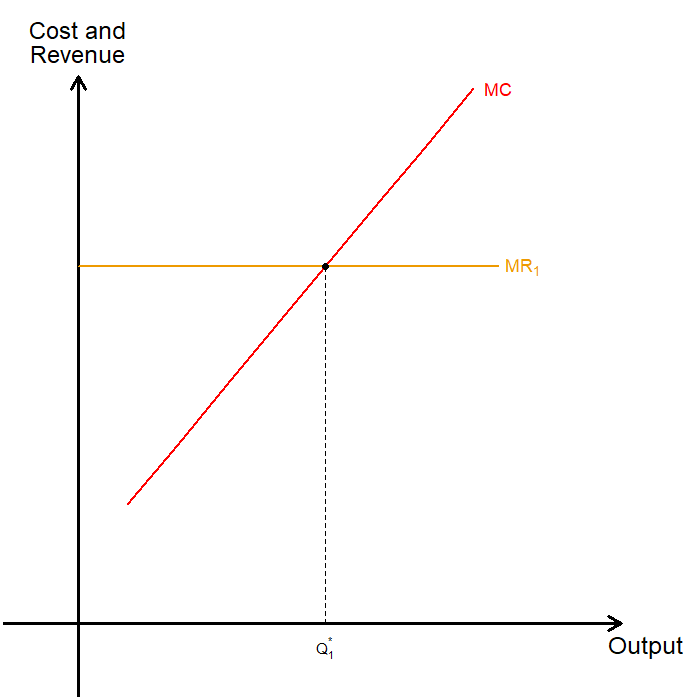 Cost and
Revenue
MC
MR₁
Output
Q₁*